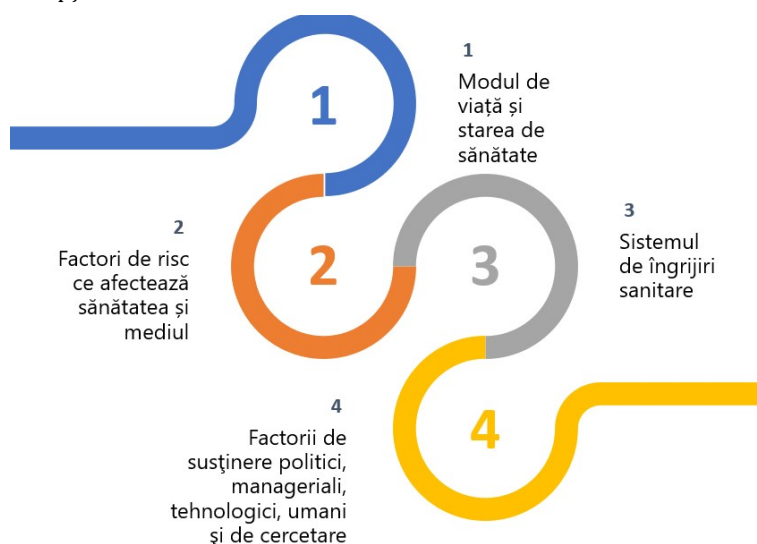 1
1
Modul de
viață și
starea de
sănătate
2
2
Factori de risc
ce afectează
sănătatea și
mediul
3
3
Sistemul
de îngrijiri
sanitare
4
4
Factorii de
susţinere politici,
manageriali,
tehnologici, umani
și de cercetare